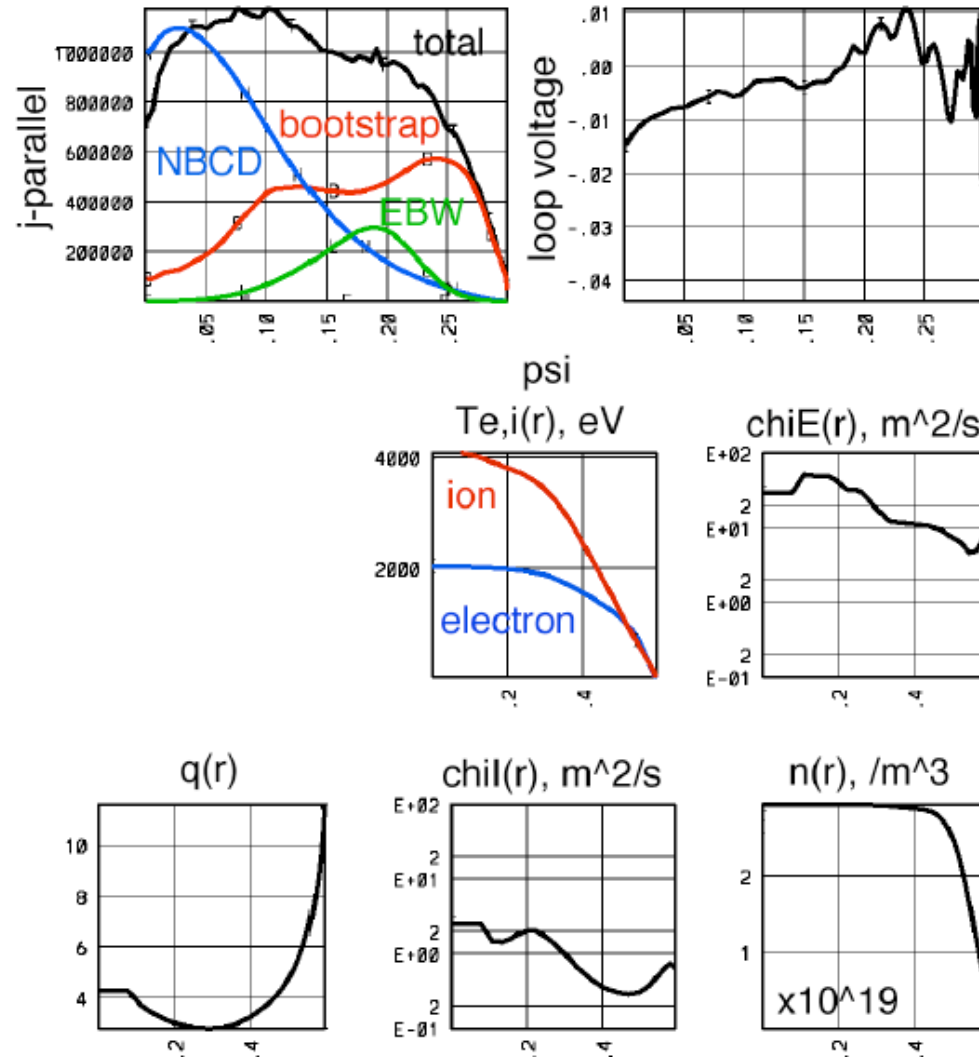 j-parallel
1000000
800000
600000
400000
200000
total
bootstrap
NBCD
EBW
.05
.10
.15
.20
.25
loop voltage
.01
.00
-.01
-.02
-.03
-.04
.05
.10
.15
.20
.25
psi
Te,i(r), eV
4000
2000
ion
electron
.2
.4
chiE(r), m^2/s
E+02
2
E+01
2
E+00
2
E-01
.2
.4
q(r)
10
8
6
4
.2
.4
chiI(r), m^2/s
E+02
2
E+01
2
E+00
2
E-01
.2
.4
n(r), /m^3
2
1
x10^19
.2
.4